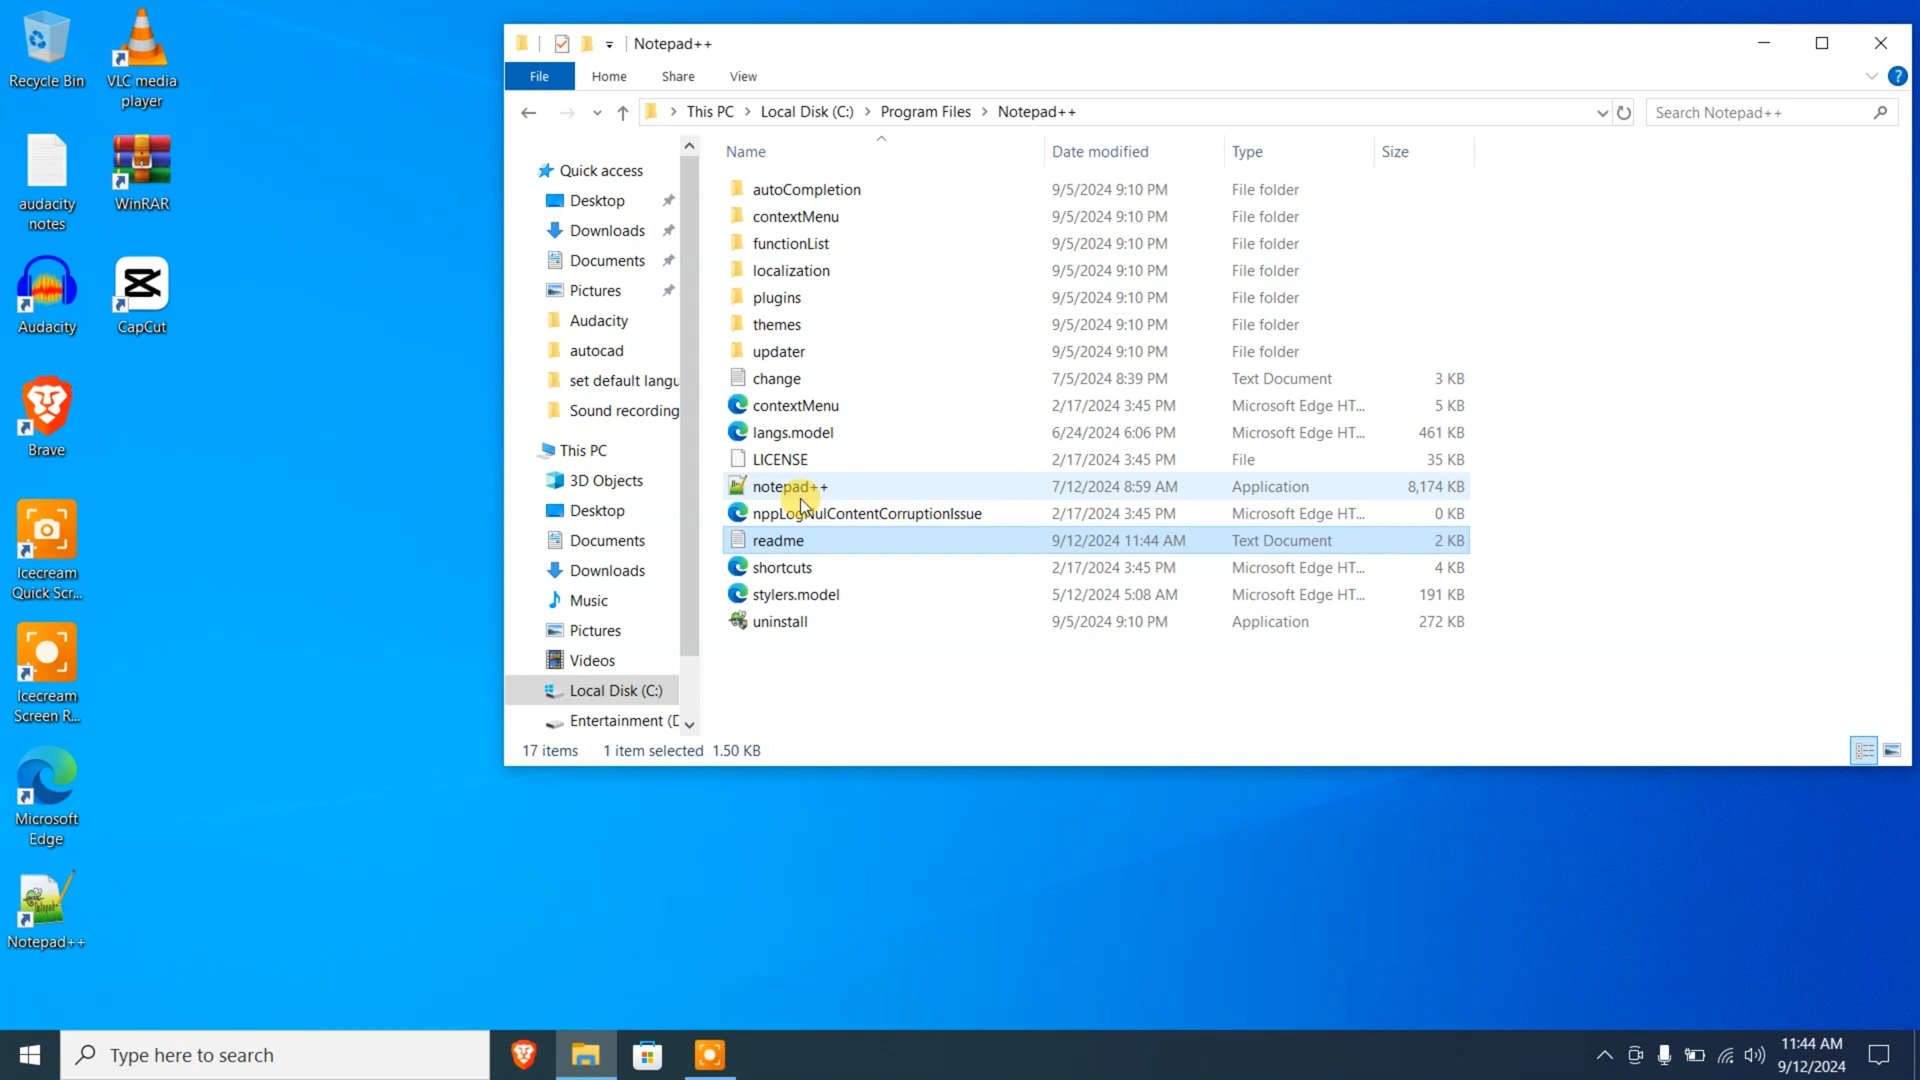 Recycle Bin
VLC media
player
audacity
notes
WinRAR
Audacity
CapCut
Brave
Icecream
Quick Scr...
Icecream
Screen R...
Microsoft
Edge
Notepad++
Notepad++
File Home Share View
This PC > Local Disk (C:) > Program Files > Notepad++
Search Notepad++
Quick access
Desktop
Downloads
Documents
Pictures
Audacity
autocad
set default langu
Sound recording
This PC
3D Objects
Desktop
Documents
Downloads
Music
Pictures
Videos
Local Disk (C:)
Entertainment (D
Name Date modified Type Size
autoCompletion 9/5/2024 9:10 PM File folder
contextMenu 9/5/2024 9:10 PM File folder
functionList 9/5/2024 9:10 PM File folder
localization 9/5/2024 9:10 PM File folder
plugins 9/5/2024 9:10 PM File folder
themes 9/5/2024 9:10 PM File folder
updater 9/5/2024 9:10 PM File folder
change 7/5/2024 8:39 PM Text Document 3 KB
contextMenu 2/17/2024 3:45 PM Microsoft Edge HT... 5 KB
langs.model 6/24/2024 6:06 PM Microsoft Edge HT... 461 KB
LICENSE 2/17/2024 3:45 PM File 35 KB
notepad++ 7/12/2024 8:59 AM Application 8,174 KB
nppLogNulContentCorruptionIssue 2/17/2024 3:45 PM Microsoft Edge HT... 0 KB
readme 9/12/2024 11:44 AM Text Document 2 KB
shortcuts 2/17/2024 3:45 PM Microsoft Edge HT... 4 KB
stylers.model 5/12/2024 5:08 AM Microsoft Edge HT... 191 KB
uninstall 9/5/2024 9:10 PM Application 272 KB
17 items 1 item selected 1.50 KB
Type here to search
11:44 AM
9/12/2024